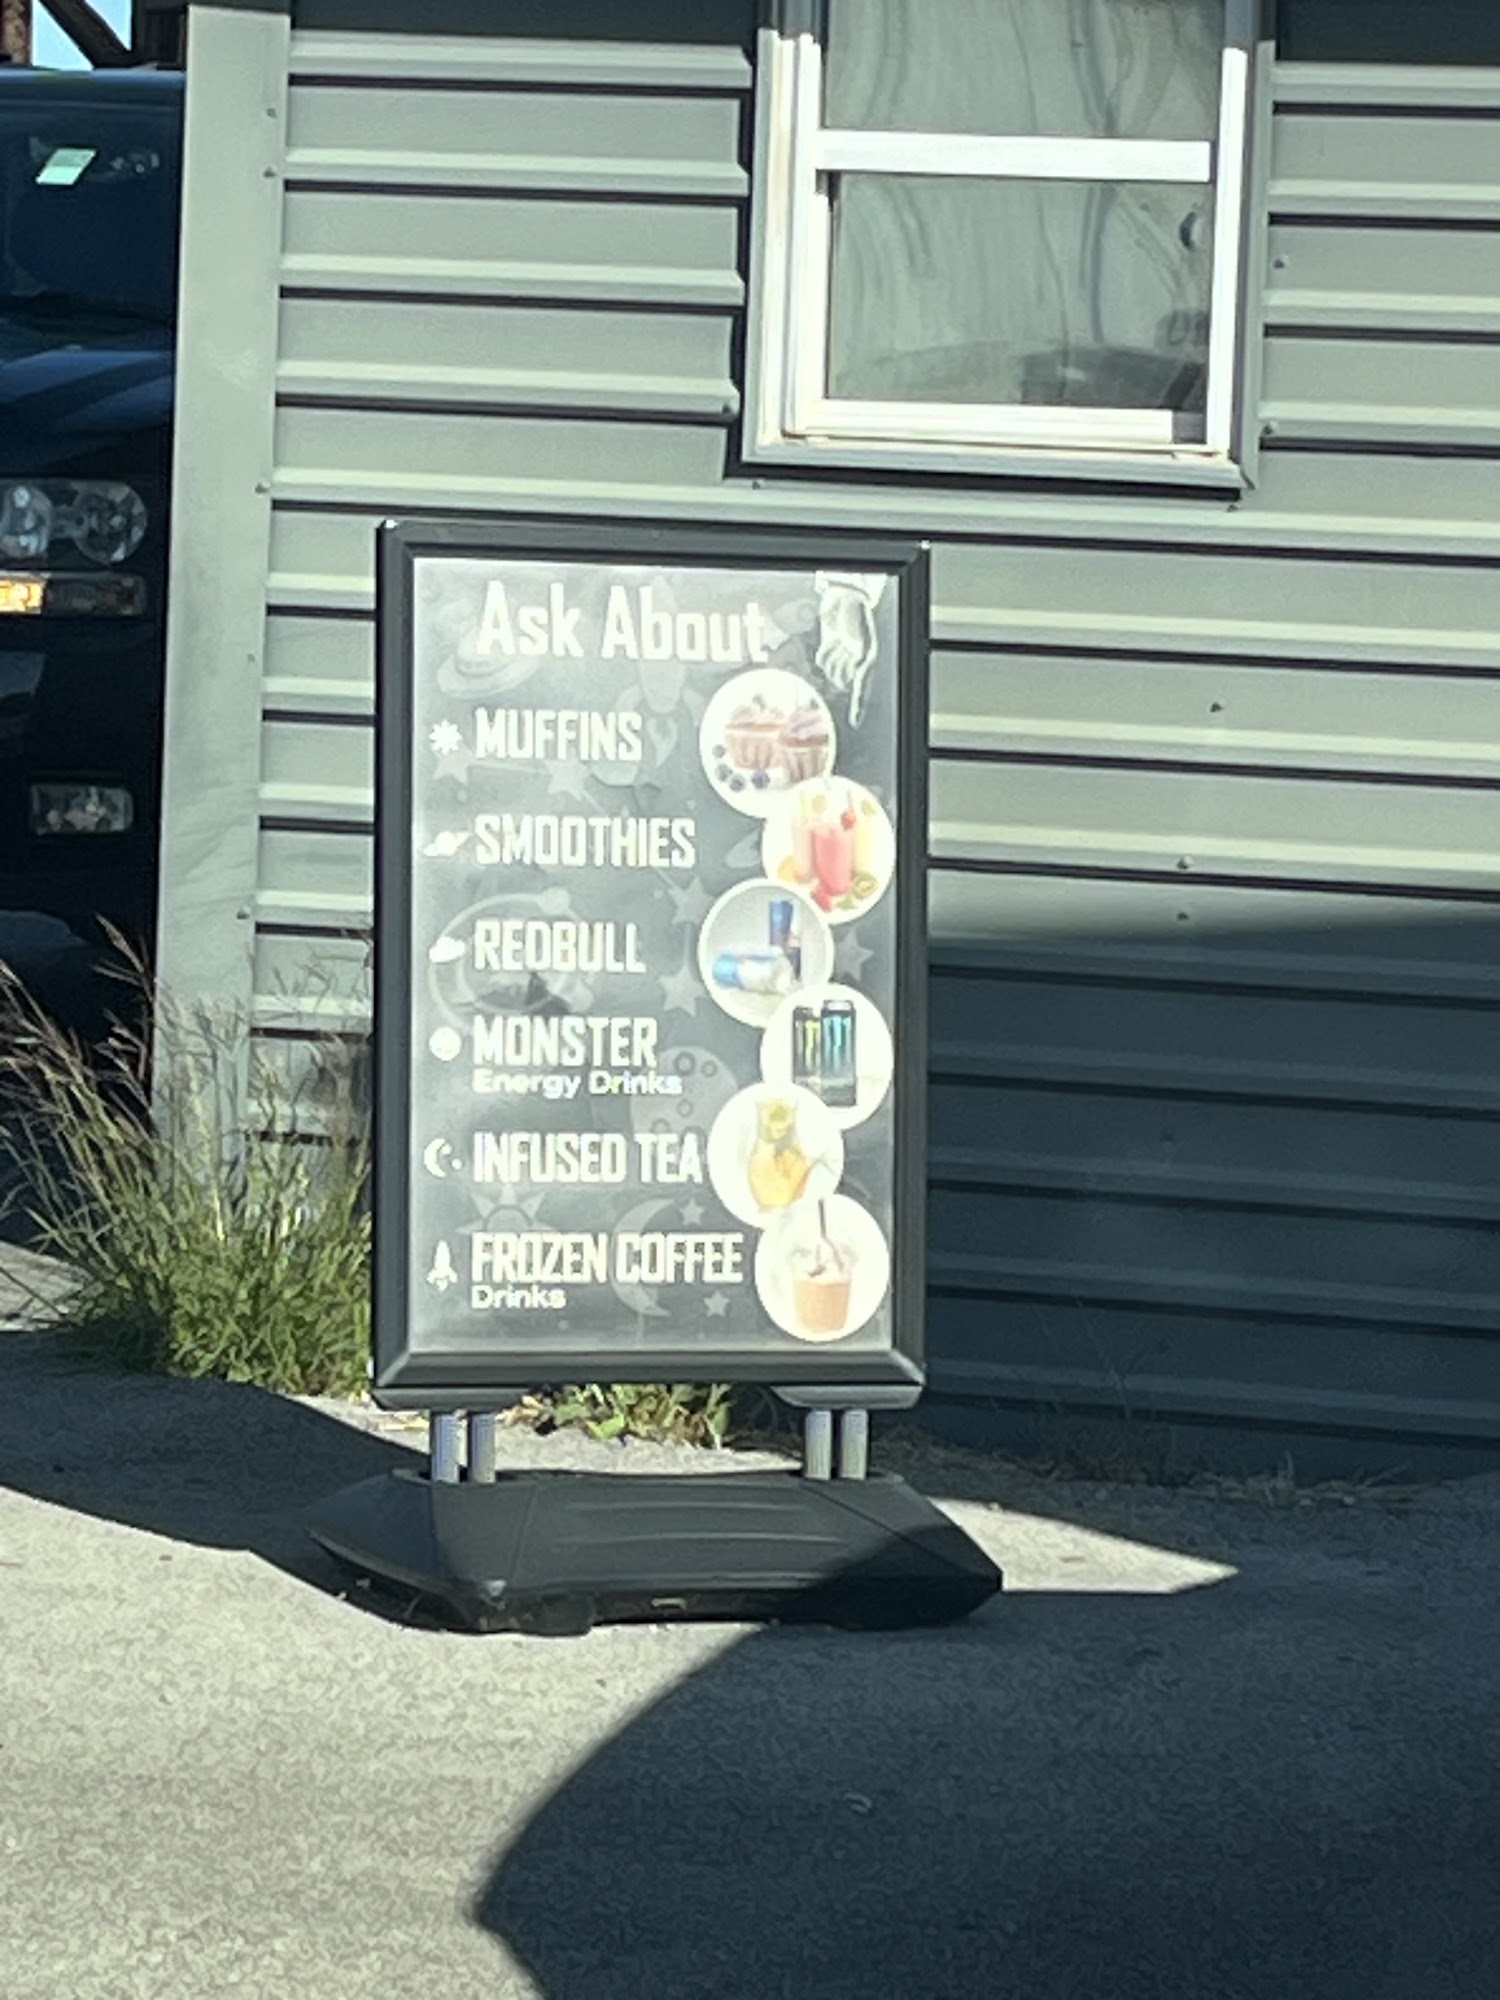 Ask About
MUFFINS
SMOOTHIES
REDBULL
MONSTER
Energy Drinks
INFUSED TEA
FROZEN COFFEE
Drinks